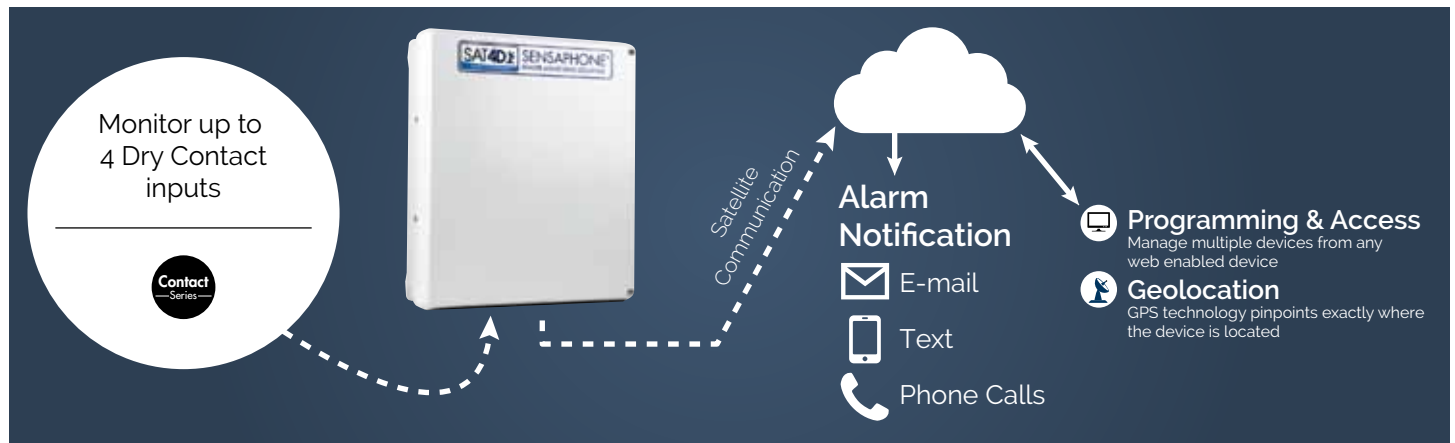 Monitor up to
4 Dry Contact
inputs
Contact
Series
SAT4D SENSAPHONE
Satellite
Communication
Alarm
Notification
E-mail
Text
Phone Calls
Programming & Access
Manage multiple devices from any
web enabled device
Geolocation
GPS technology pinpoints exactly where
the device is located